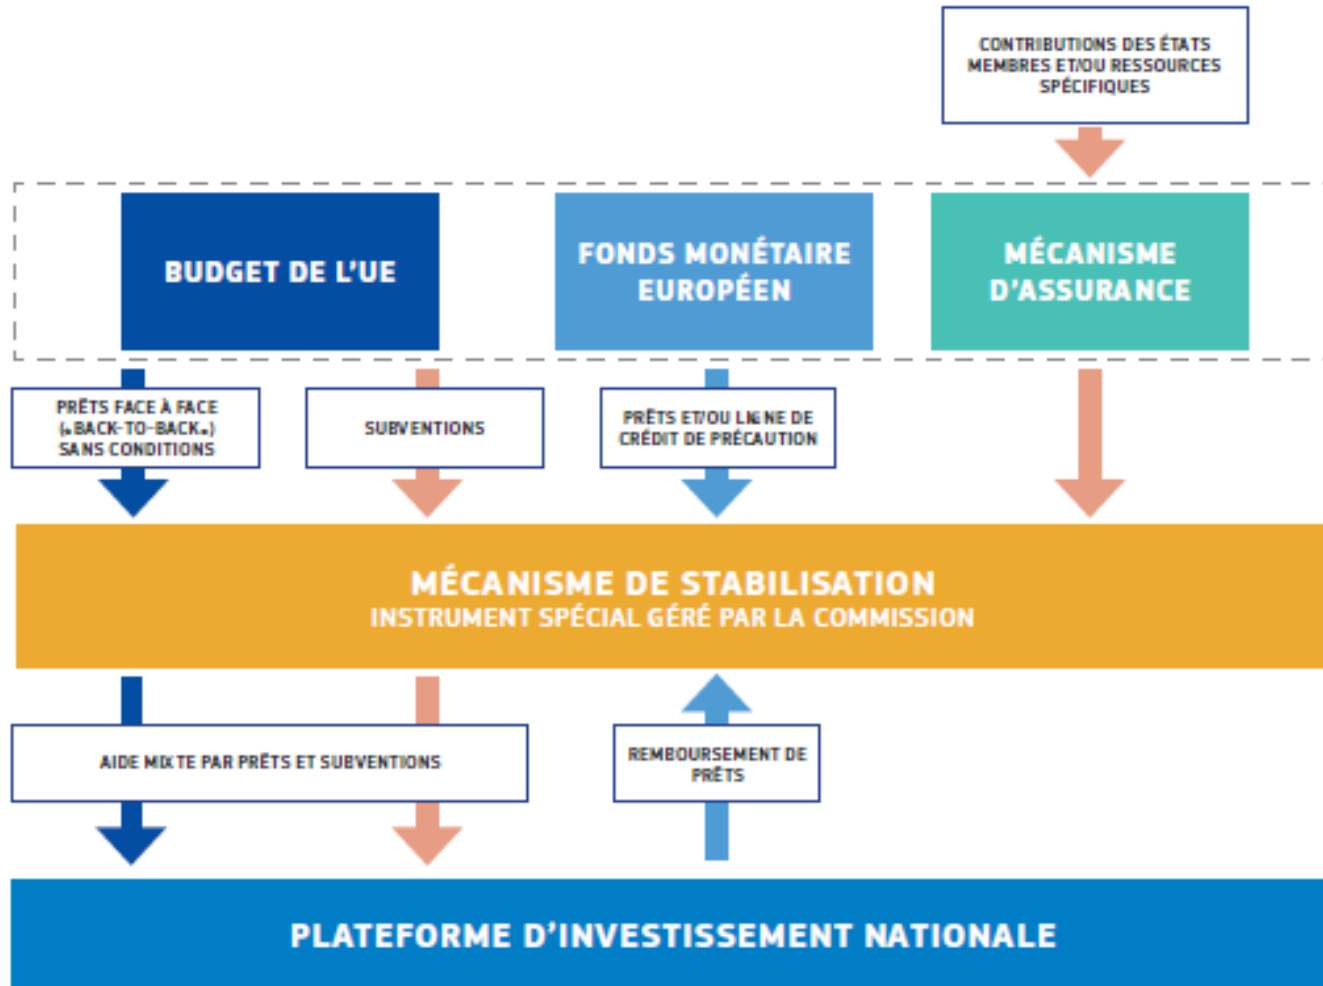 CONTRIBUTIONS DES ÉTATS
MEMBRES ET/OU RESSOURCES
SPÉCIFIQUES
BUDGET DE L'UE
FONDS MONÉTAIRE
EUROPÉEN
MÉCANISME
D'ASSURANCE
PRÊTS FACE À FACE
(«BACK-TO-BACK»)
SANS CONDITIONS
SUBVENTIONS
PRÊTS ET/OU LIGNE DE
CRÉDIT DE PRÉCAUTION
MÉCANISME DE STABILISATION
INSTRUMENT SPÉCIAL GÉRÉ PAR LA COMMISSION
AIDE MIXTE PAR PRÊTS ET SUBVENTIONS
REMBOURSEMENT DE
PRÊTS
PLATEFORME D'INVESTISSEMENT NATIONALE